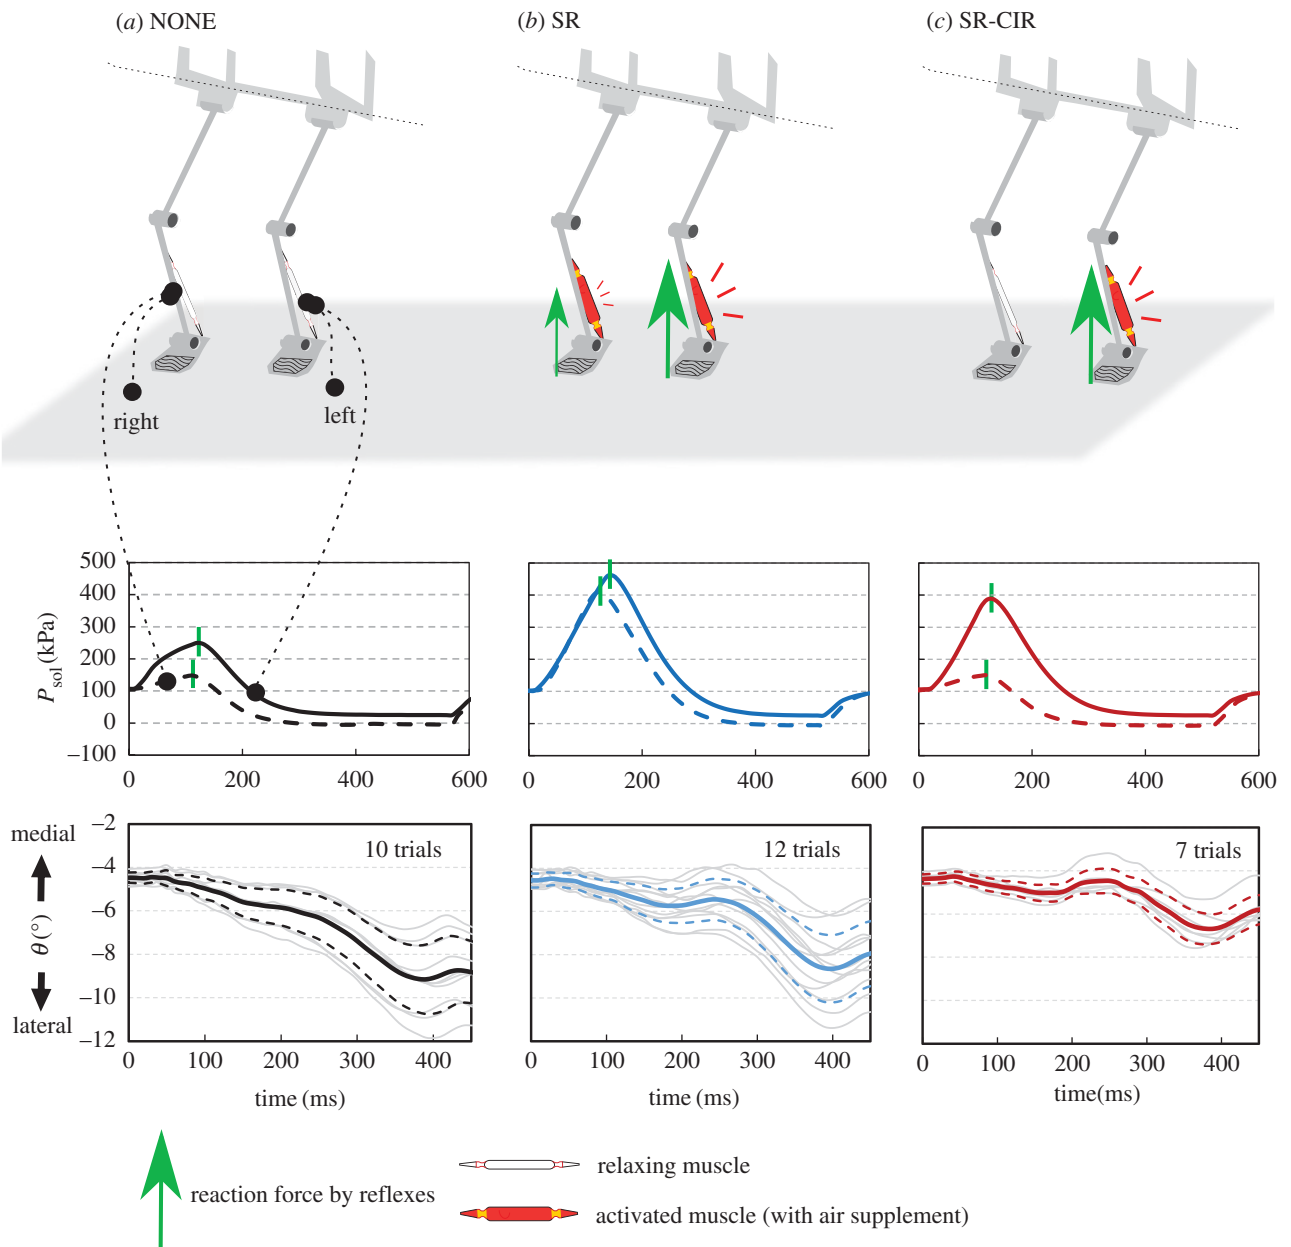 (a) NONE
(b) SR
(c) SR-CIR
right
left
P sol (kPa)
500
400
300
200
100
0
–100
0 200 400 600
0 200 400 600
0 200 400 600
medial
θ (°)
lateral
–2
–4
–6
–8
–10
–12
10 trials
12 trials
7 trials
0 100 200 300 400
0 100 200 300 400
0 100 200 300 400
time (ms)
time (ms)
time(ms)
reaction force by reflexes
relaxing muscle
activated muscle (with air supplement)